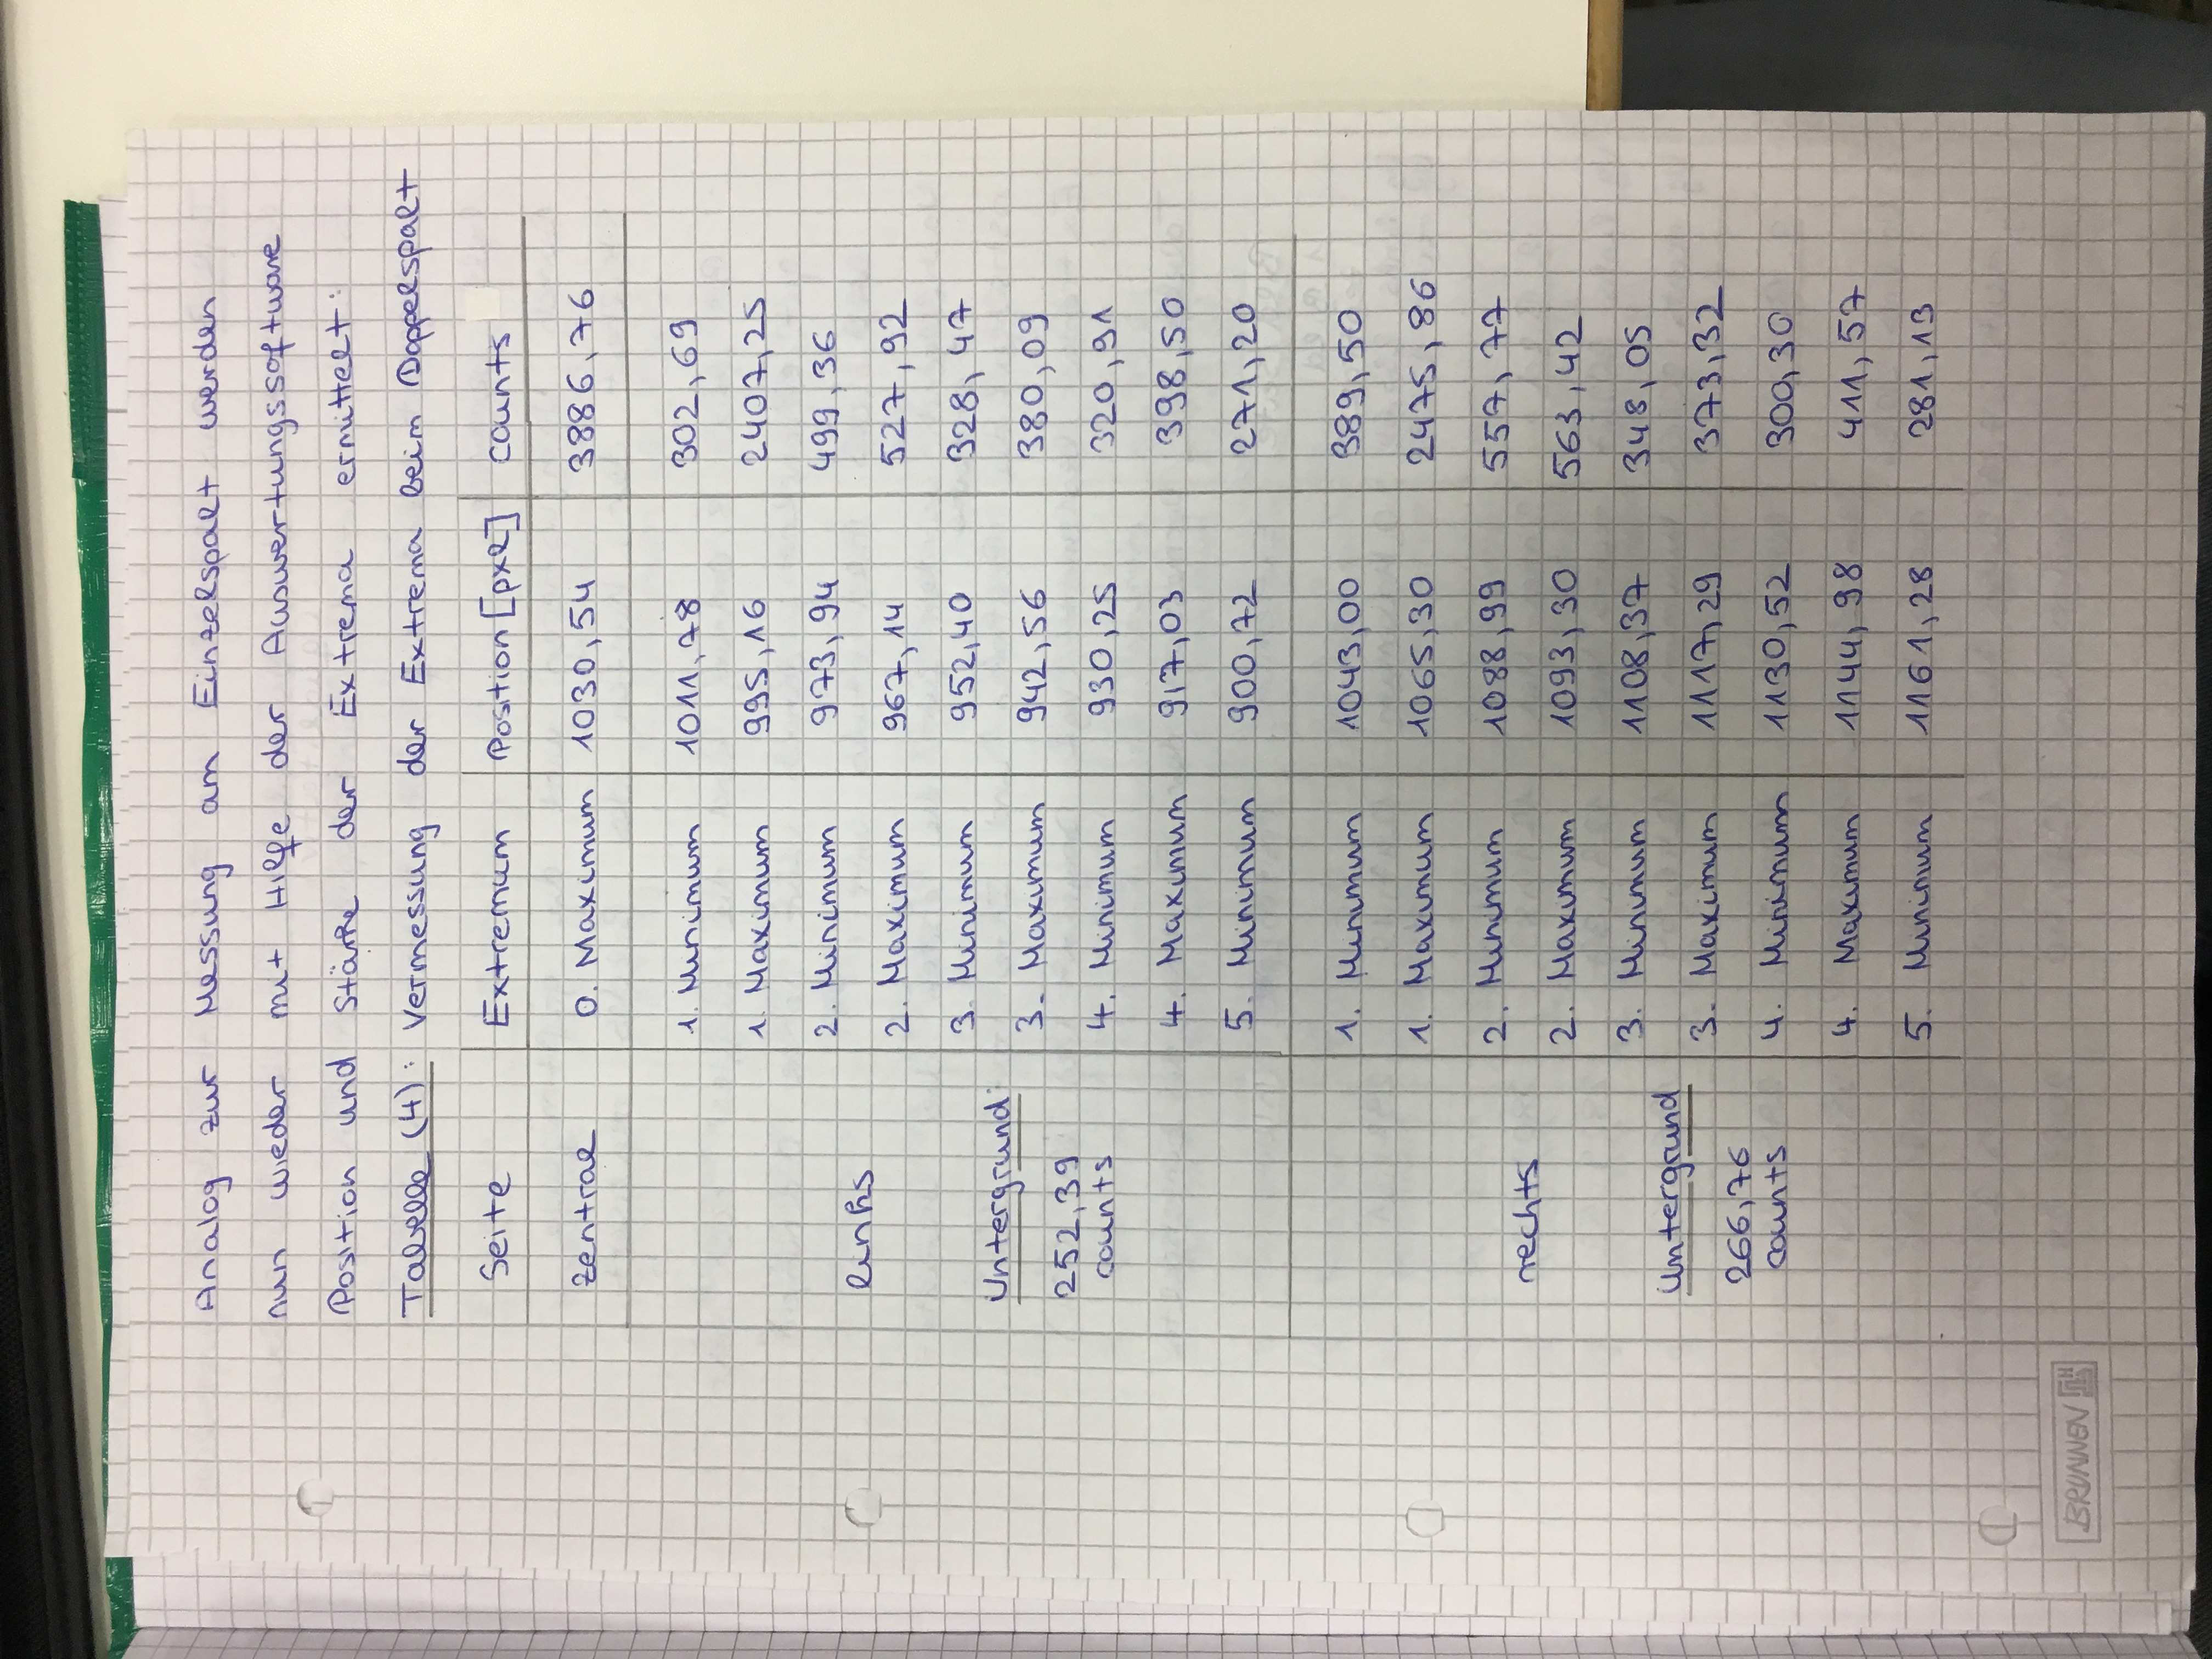 Analog zur Messung am Einzelspalt werden
nun wieder mit Hilfe der Auswertungssoftware
Position und Stärke der Extrema ermittelt:
Tabelle (4): Vermessung der Extrema beim Doppelspalt
Seite Extremum Position [pxl] counts
zentral 0. Maximum 1030,54 3886,76
1. Minimum 1011,78 302,69
1. Maximum 995,16 2407,25
2. Minimum 973,94 499,36
links
2. Maximum 967,14 527,92
3. Minimum 952,40 328,47
Untergrund:
3. Maximum 942,56 380,09
252,39
counts
4. Minimum 930,25 320,91
4. Maximum 917,03 398,50
5. Minimum 900,72 271,20
1. Minimum 1043,00 389,50
1. Maximum 1065,30 2475,86
2. Minimum 1088,99 557,77
rechts
2. Maximum 1093,30 563,42
3. Minimum 1108,37 348,05
Untergrund
3. Maximum 1117,29 373,32
266,76
counts
4. Minimum 1130,52 300,30
4. Maximum 1144,98 411,57
5. Minimum 1161,28 281,13
BRUNNEN